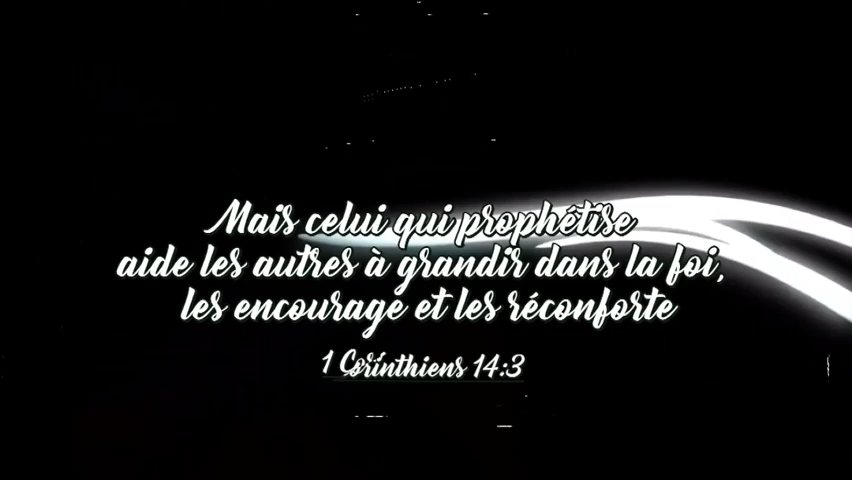 Mais celui qui prophétise
aide les autres à grandir dans la foi,
les encourage et les réconforte
1 Corinthiens 14:3